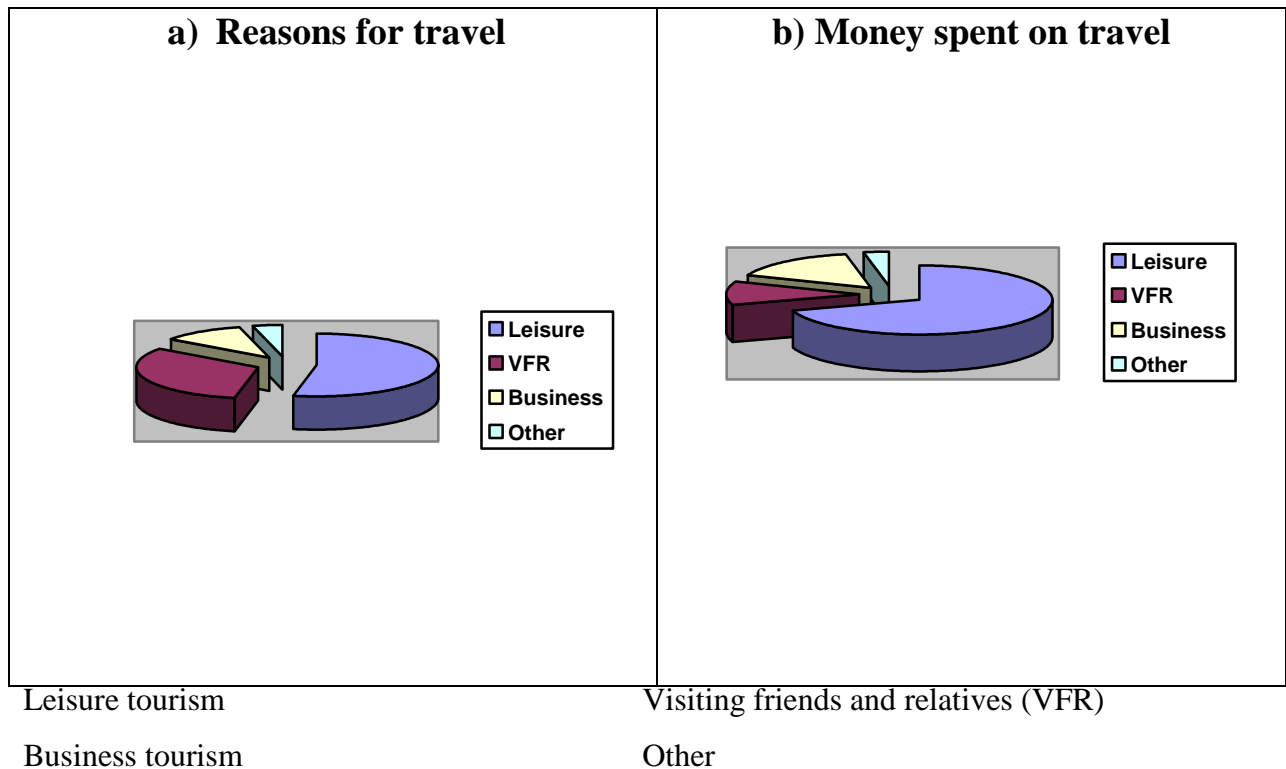 a) Reasons for travel
b) Money spent on travel
Leisure
VFR
Business
Other
Leisure
VFR
Business
Other
Leisure tourism
Visiting friends and relatives (VFR)
Business tourism
Other